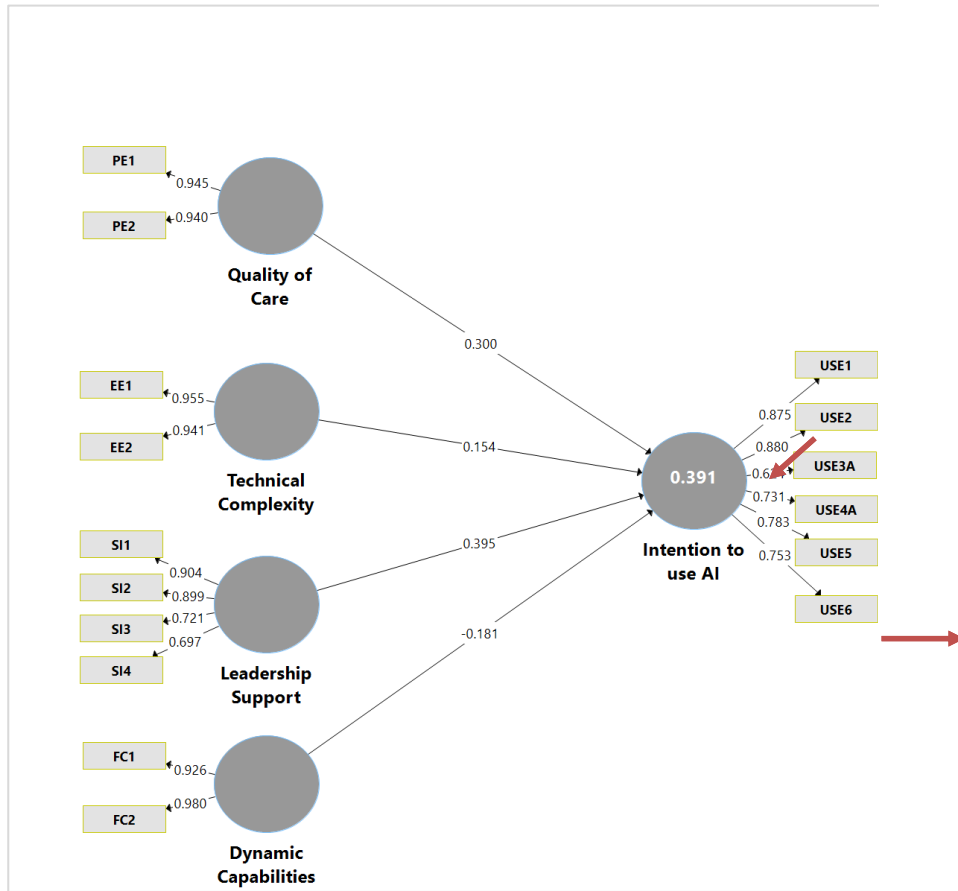 PE1
0.945
PE2
0.940
Quality of
Care
0.300
EE1
0.955
EE2
0.941
Technical
Complexity
0.154
SI1
0.904
SI2
0.899
SI3
0.721
SI4
0.697
Leadership
Support
0.395
FC1
0.926
FC2
0.980
Dynamic
Capabilities
-0.181
0.391
Intention to
use AI
USE1
0.875
USE2
0.880
USE3A
USE4A
0.731
USE5
0.783
USE6
0.753